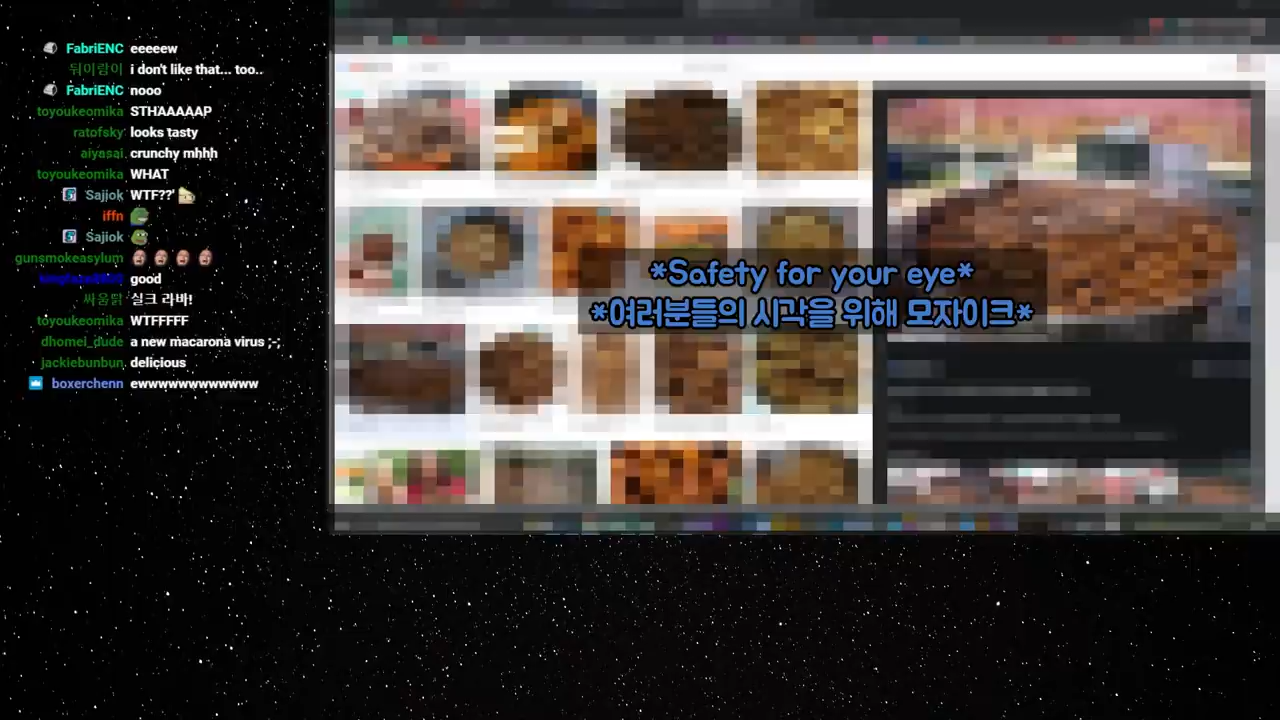 FabriENC eeeeew
뒤이람이 i don't like that... too..
FabriENC nooo
toyoukeomika STHAAAAAP
ratofsky looks tasty
aiyasai crunchy mhhh
toyoukeomika WHAT
Sajiok WTF??
iffn
Sajiok
gunsmokeasylum
good
싸움닭 실크 라바!
toyoukeomika WTFFFFF
dhomei_dude a new macarona virus ;-;
jackiebunbun delicious
boxerchenn ewwwwwwwwwwww
*Safety for your eye*
*여러분들의 시각을 위해 모자이크*